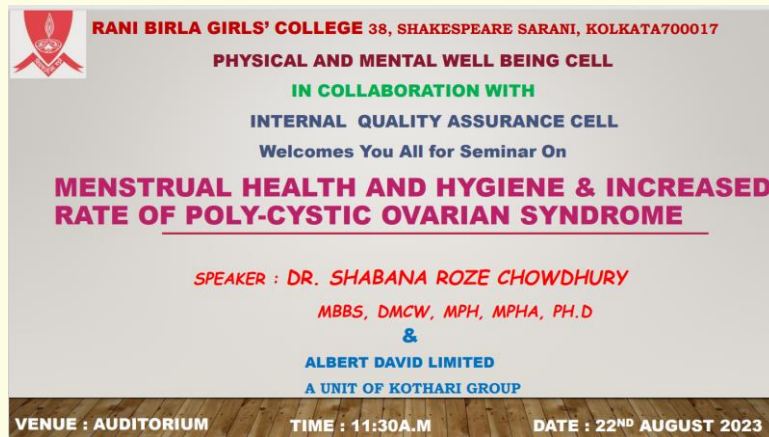 RANI BIRLA GIRLS' COLLEGE 38, SHAKESPEARE SARANI, KOLKATA700017
PHYSICAL AND MENTAL WELL BEING CELL
IN COLLABORATION WITH
INTERNAL QUALITY ASSURANCE CELL
Welcomes You All for Seminar On
MENSTRUAL HEALTH AND HYGIENE & INCREASED
RATE OF POLY-CYSTIC OVARIAN SYNDROME
SPEAKER : DR. SHABANA ROZE CHOWDHURY
MBBS, DMCW, MPH, MPHA, PH.D
&
ALBERT DAVID LIMITED
A UNIT OF KOTHARI GROUP
VENUE : AUDITORIUM TIME : 11:30A.M DATE : 22ND AUGUST 2023